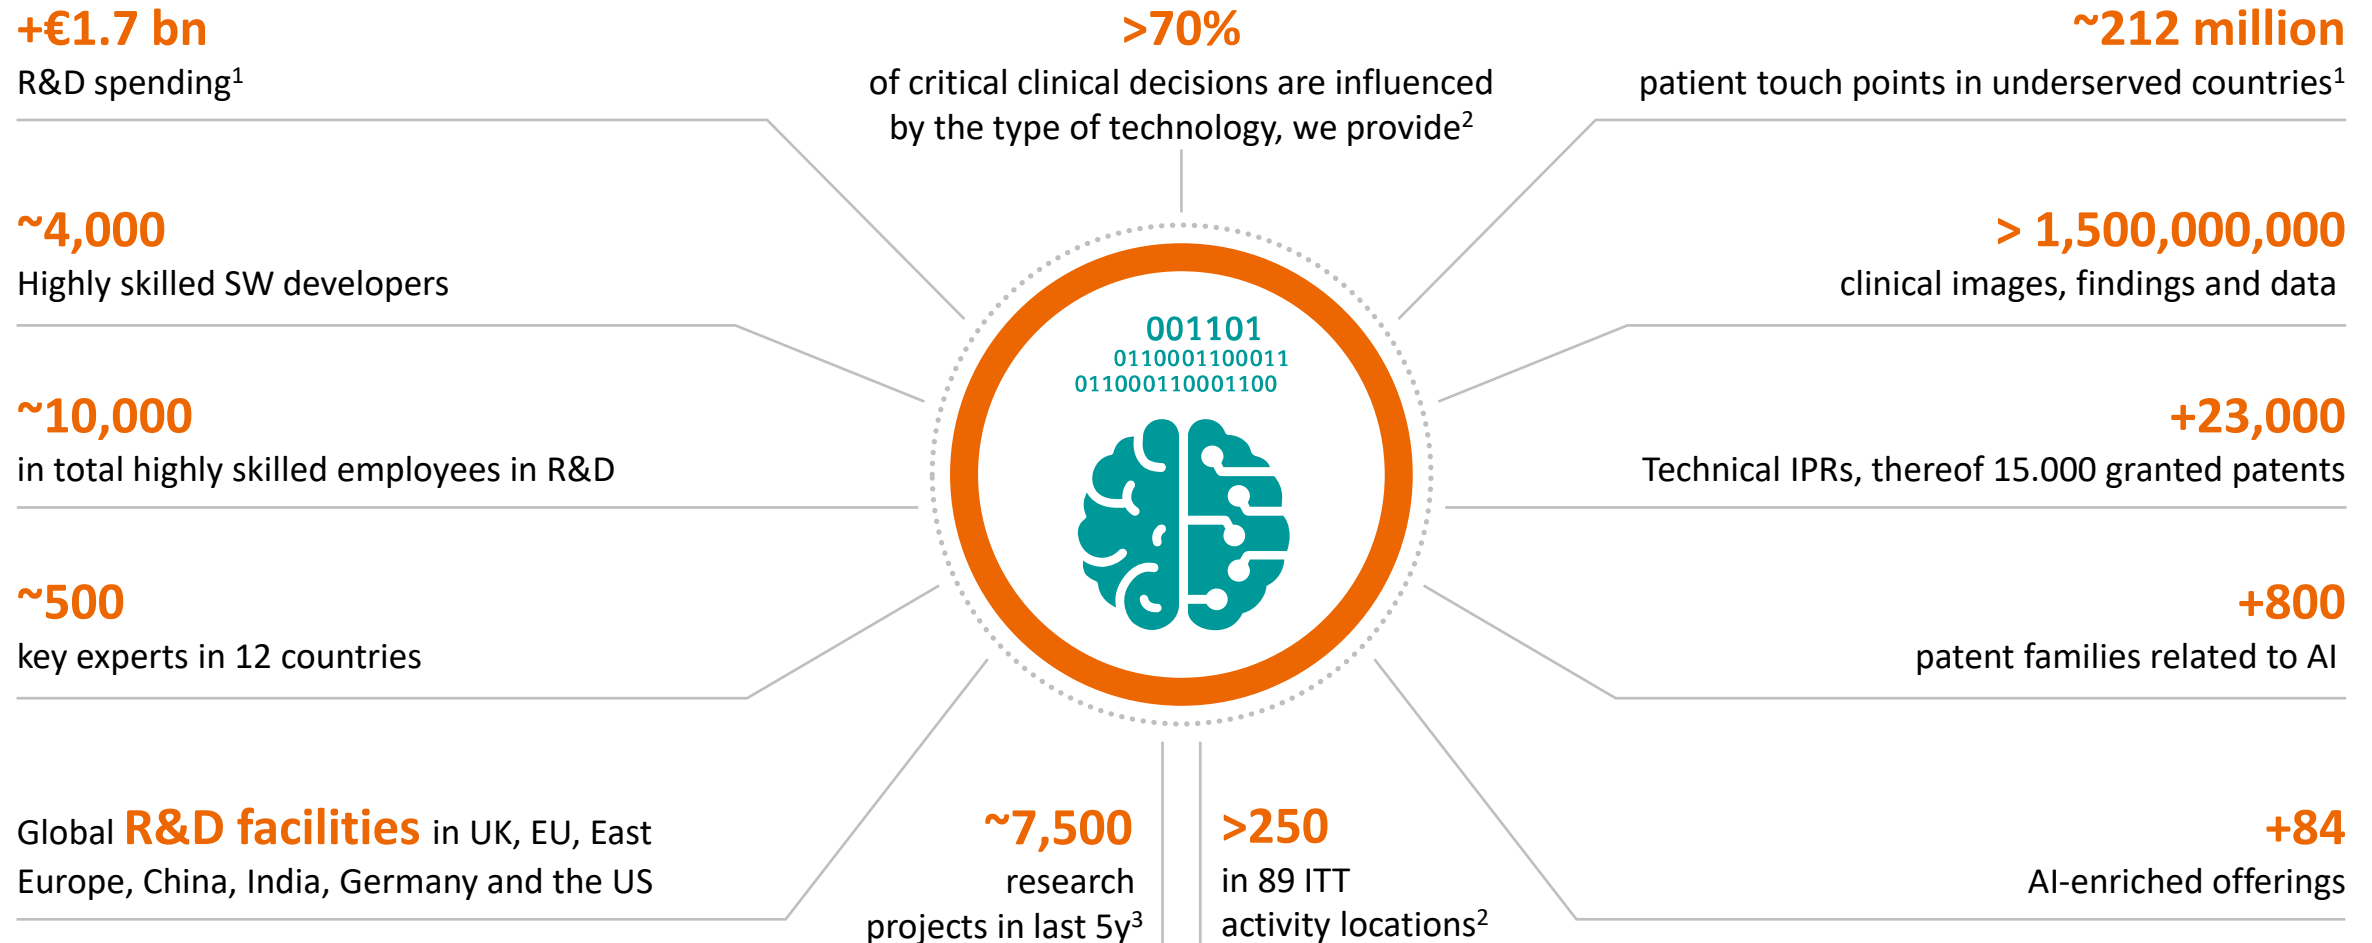 +€1.7 bn
R&D spending¹
~4,000
Highly skilled SW developers
~10,000
in total highly skilled employees in R&D
~500
key experts in 12 countries
Global R&D facilities in UK, EU, East
Europe, China, India, Germany and the US
>70%
of critical clinical decisions are influenced
by the type of technology, we provide²
001101
0110001100011
011000110001100
~7,500
research
projects in last 5y³
>250
in 89 ITT
activity locations²
~212 million
patient touch points in underserved countries¹
> 1,500,000,000
clinical images, findings and data
+23,000
Technical IPRs, thereof 15.000 granted patents
+800
patent families related to AI
+84
AI-enriched offerings